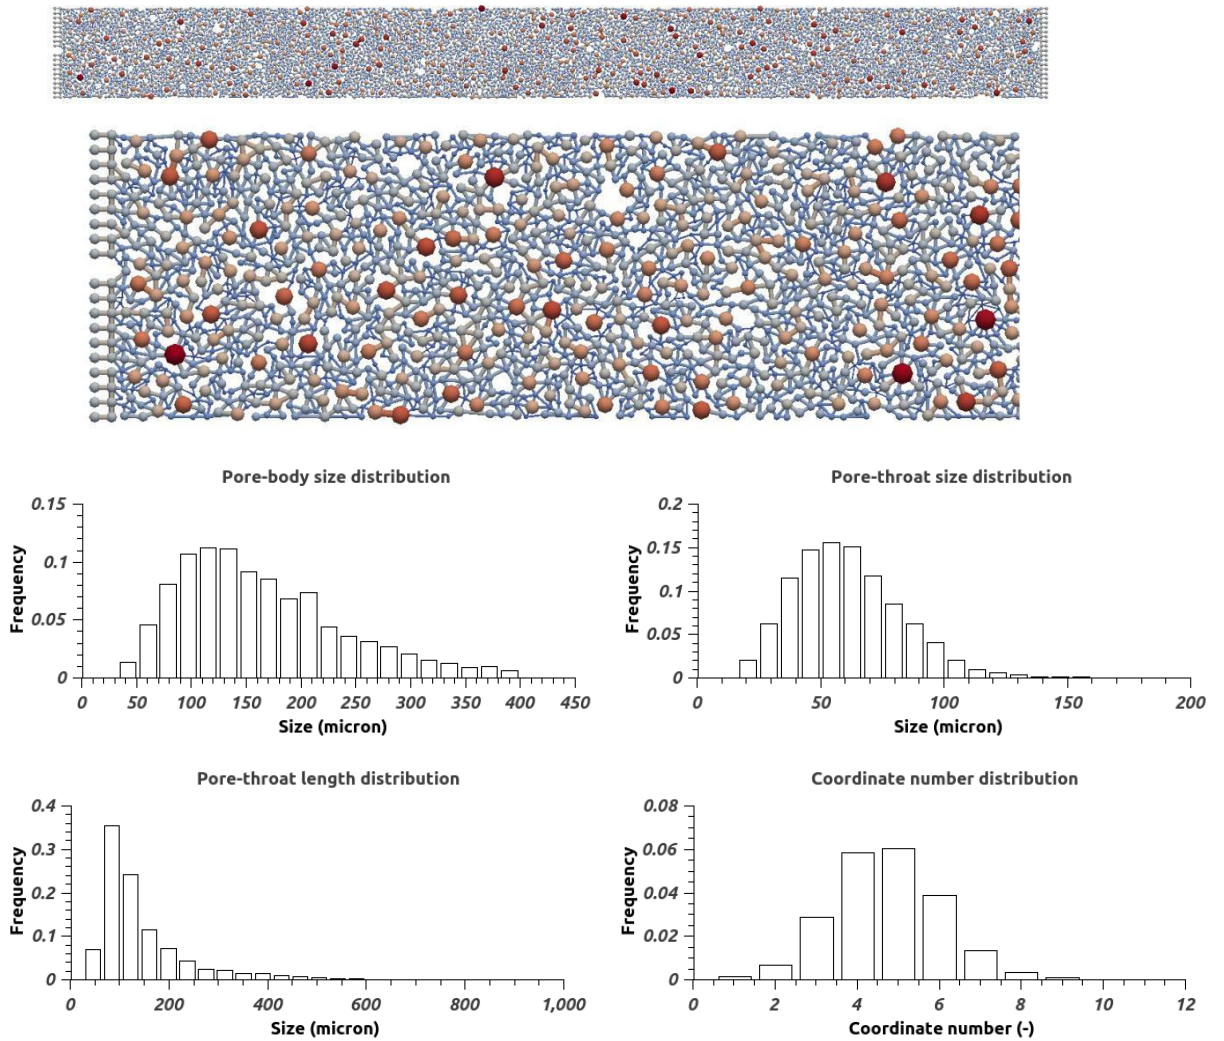 Pore-body size distribution
0.15
0.1
0.05
0
Frequency
0 50 100 150 200 250 300 350 400 450
Size (micron)
Pore-throat size distribution
0.2
0.15
0.1
0.05
0
Frequency
0 50 100 150 200
Size (micron)
Pore-throat length distribution
0.4
0.3
0.2
0.1
0
Frequency
0 200 400 600 800 1,000
Size (micron)
Coordinate number distribution
0.08
0.06
0.04
0.02
0
Frequency
0 2 4 6 8 10 12
Coordinate number (-)